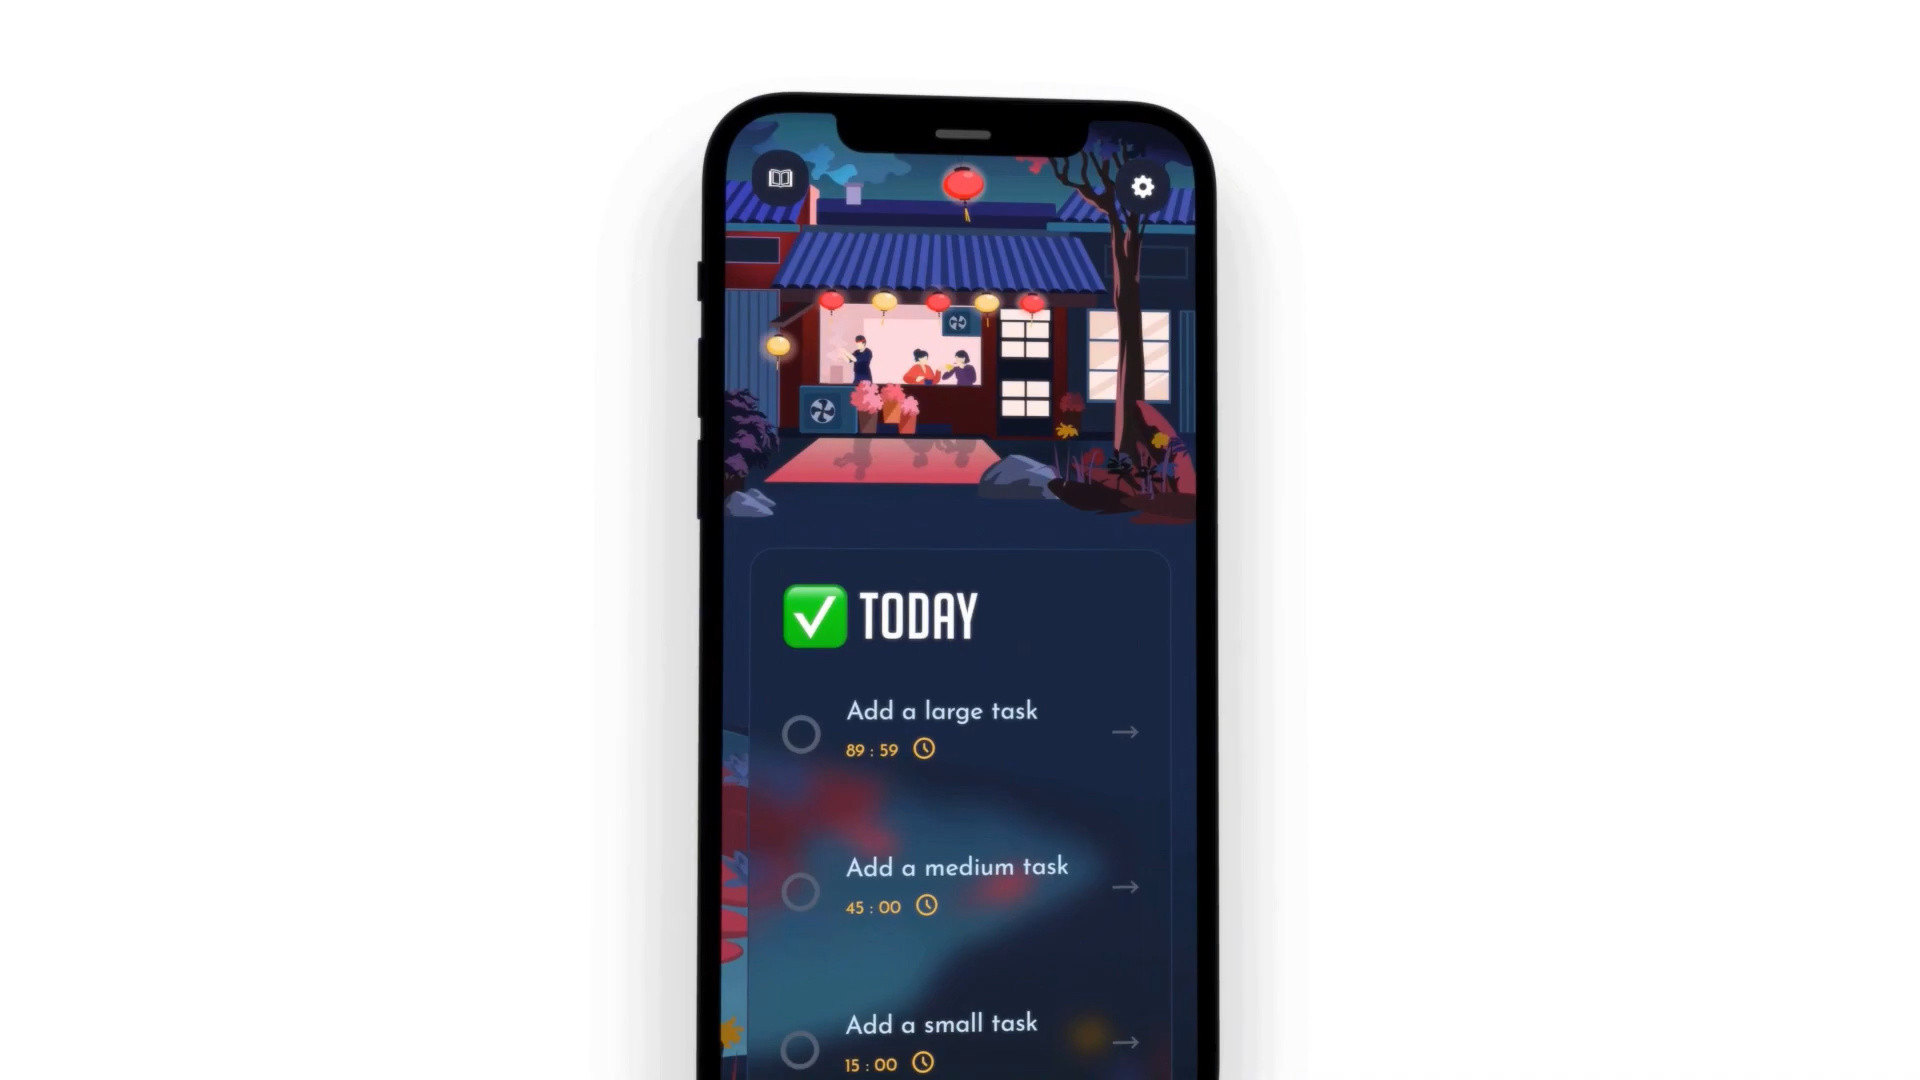 TODAY
Add a large task
89 : 59
Add a medium task
45 : 00
Add a small task
15 : 00